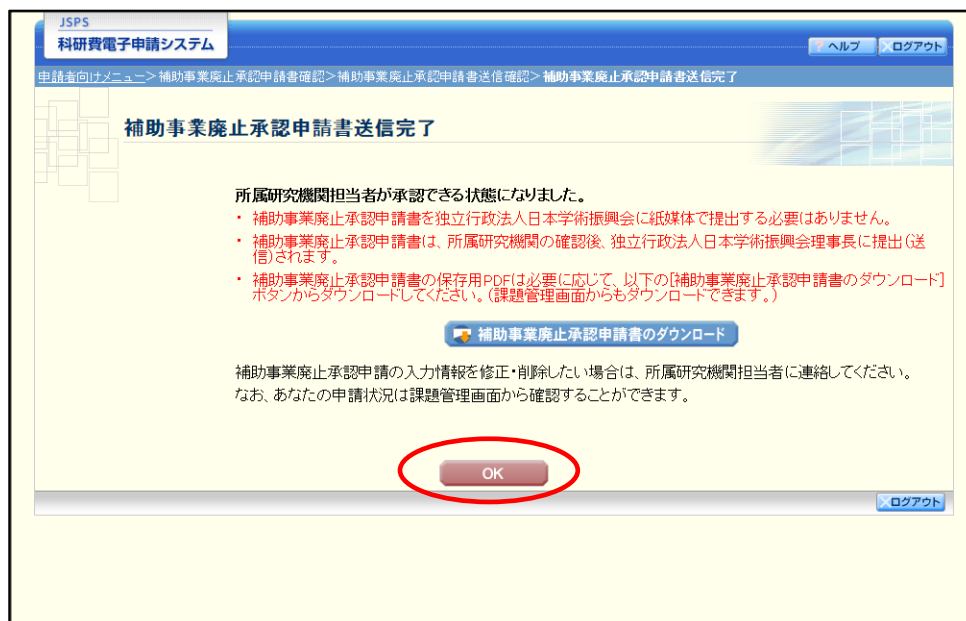 JSPS
科研費電子申請システム
? ヘルプ
×ログアウト
申請者向けメニュー＞補助事業廃止承認申請書確認＞補助事業廃止承認申請書送信確認＞補助事業廃止承認申請書送信完了
補助事業廃止承認申請書送信完了
所属研究機関担当者が承認できる状態になりました。
・ 補助事業廃止承認申請書を独立行政法人日本学術振興会に紙媒体で提出する必要はありません。
・ 補助事業廃止承認申請書は、所属研究機関の確認後、独立行政法人日本学術振興会理事長に提出（送
信）されます。
・ 補助事業廃止承認申請書の保存用PDFは必要に応じて、以下の[補助事業廃止承認申請書のダウンロード]
ボタンからダウンロードしてください。（課題管理画面からもダウンロードできます。）
補助事業廃止承認申請書のダウンロード
補助事業廃止承認申請の入力情報を修正・削除したい場合は、所属研究機関担当者に連絡してください。
なお、あなたの申請状況は課題管理画面から確認することができます。
OK
×ログアウト